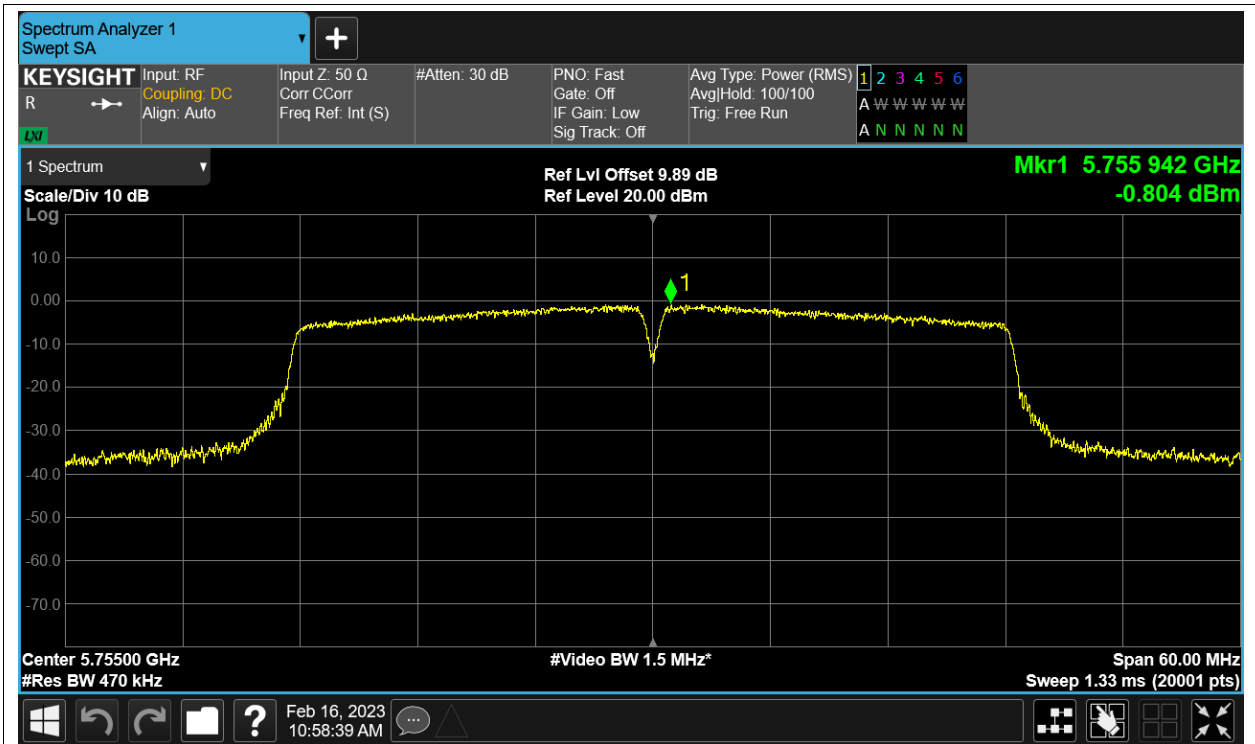 Spectrum Analyzer 1
Swept SA
KEYSIGHT
R
LXI
Input: RF
Coupling: DC
Align: Auto
Input Z: 50 Ω
Corr CCorr
Freq Ref: Int (S)
#Atten: 30 dB
PNO: Fast
Gate: Off
IF Gain: Low
Sig Track: Off
Avg Type: Power (RMS)
Avg|Hold: 100/100
Trig: Free Run
1 2 3 4 5 6
A W W W W W
A N N N N N
1 Spectrum
Scale/Div 10 dB
Log
Ref Lvl Offset 9.89 dB
Ref Level 20.00 dBm
Mkr1 5.755 942 GHz
-0.804 dBm
10.0
0.00
-10.0
-20.0
-30.0
-40.0
-50.0
-60.0
-70.0
1
Center 5.75500 GHz
#Res BW 470 kHz
#Video BW 1.5 MHz*
Span 60.00 MHz
Sweep 1.33 ms (20001 pts)
?
Feb 16, 2023
10:58:39 AM